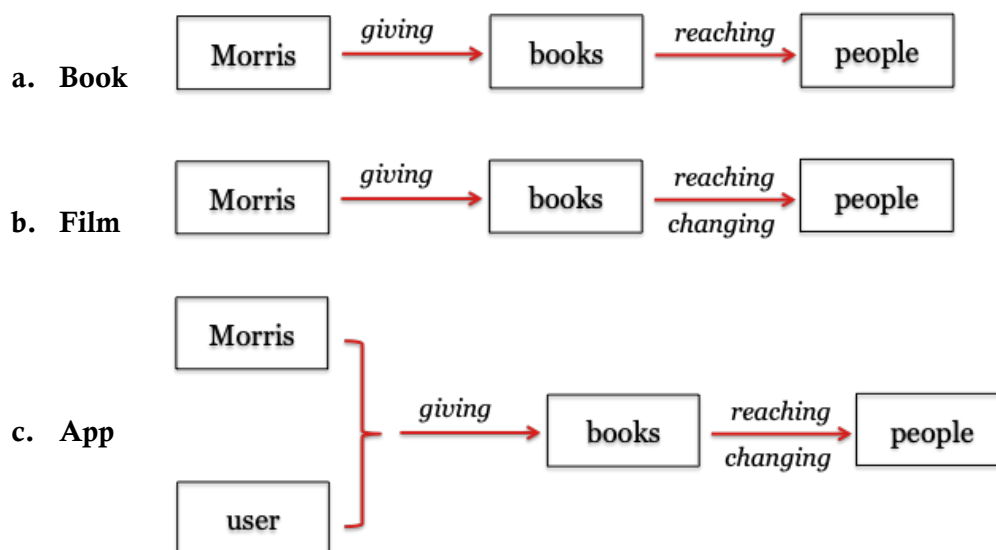 giving
reaching
Morris
books
people
a. Book
giving
reaching
Morris
books
people
b. Film
changing
Morris
giving
reaching
c. App
books
people
changing
user